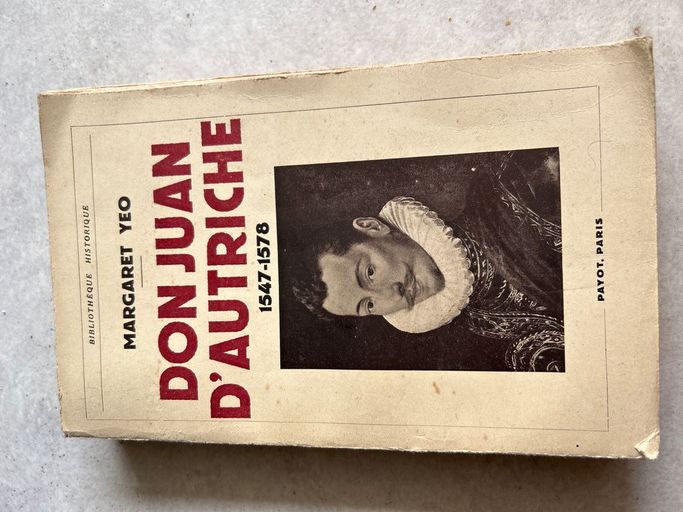 BIBLIOTHÈQUE HISTORIQUE
MARGARET YEO
DON JUAN
D'AUTRICHE
1547-1578
PAYOT, PARIS